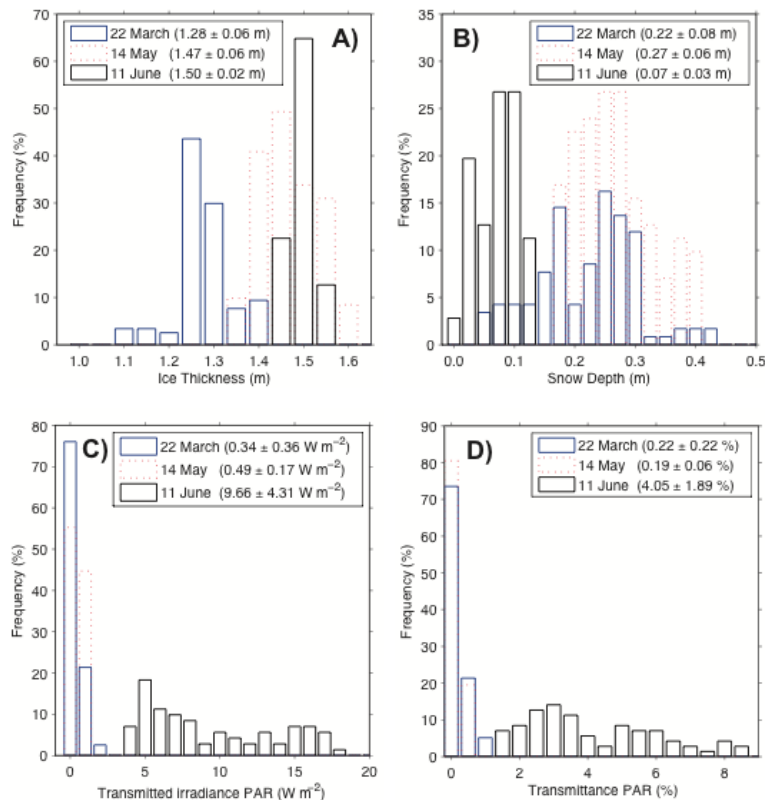 70
60
50
40
30
20
10
0
Frequency (%)
22 March (1.28 ± 0.06 m)
14 May (1.47 ± 0.06 m)
11 June (1.50 ± 0.02 m)
A)
1.0 1.1 1.2 1.3 1.4 1.5 1.6
Ice Thickness (m)
35
30
25
20
15
10
5
0
Frequency (%)
B)
22 March (0.22 ± 0.08 m)
14 May (0.27 ± 0.06 m)
11 June (0.07 ± 0.03 m)
0.0 0.1 0.2 0.3 0.4 0.5
Snow Depth (m)
80
70
60
50
40
30
20
10
0
Frequency (%)
C)
22 March (0.34 ± 0.36 W m⁻²)
14 May (0.49 ± 0.17 W m⁻²)
11 June (9.66 ± 4.31 W m⁻²)
0 5 10 15 20
Transmitted irradiance PAR (W m⁻²)
90
80
70
60
50
40
30
20
10
0
Frequency (%)
D)
22 March (0.22 ± 0.22 %)
14 May (0.19 ± 0.06 %)
11 June (4.05 ± 1.89 %)
0 2 4 6 8
Transmittance PAR (%)